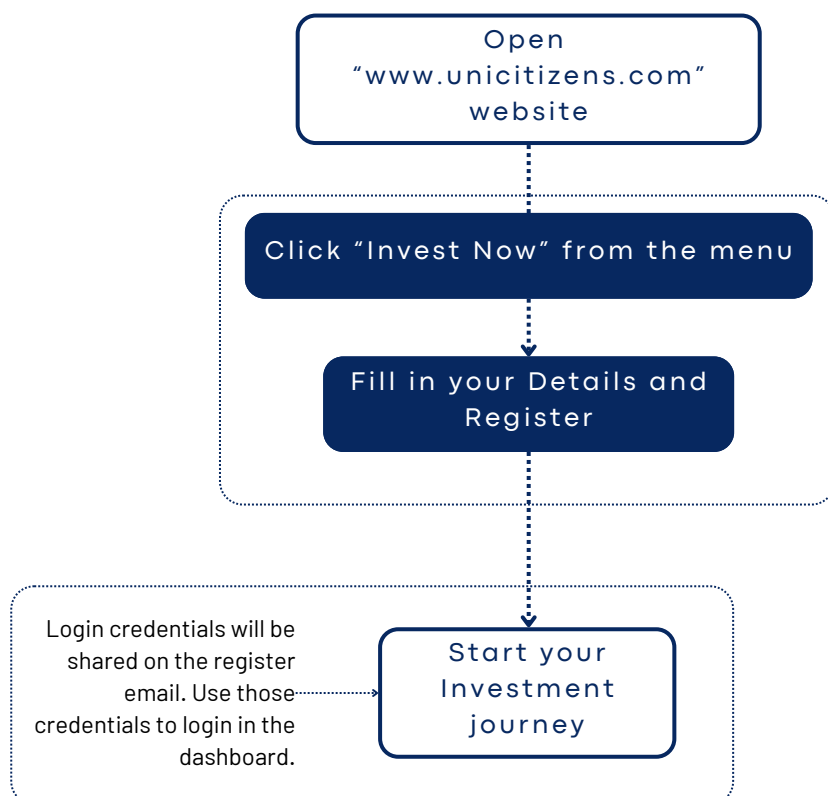 Open
“www.unicitizens.com”
website
Click “Invest Now” from the menu
Fill in your Details and
Register
Login credentials will be
shared on the register
email. Use those
credentials to login in the
dashboard.
Start your
Investment
journey